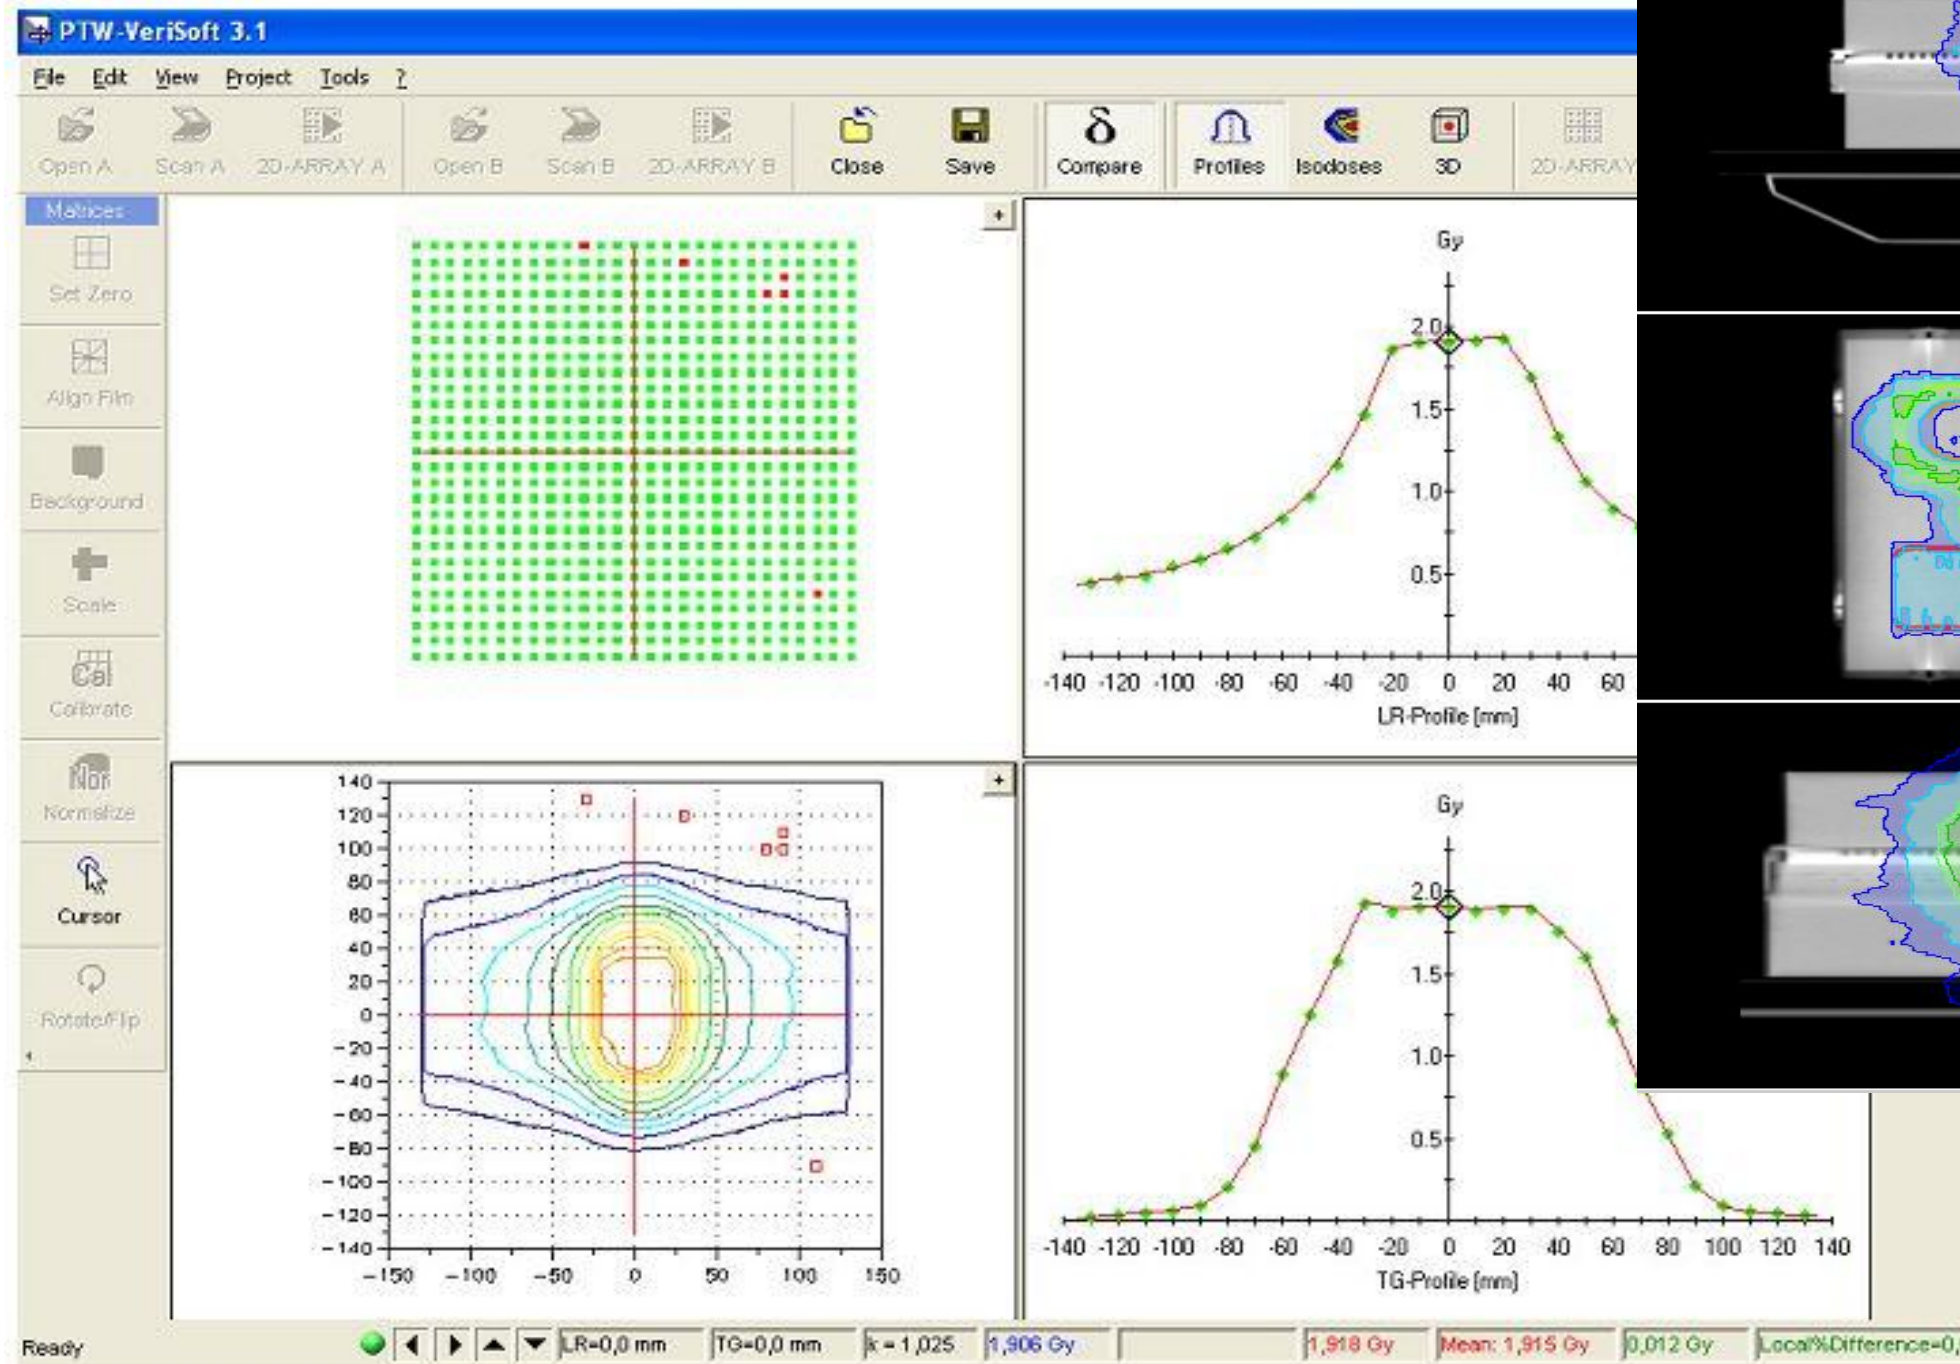 PTW-VeriSoft 3.1
File Edit View Project Tools ?
Open A Scan A 2D-ARRAY A Open B Scan B 2D-ARRAY B Close Save Compare Profiles Isodoses 3D 2D-ARRAY
Matrices
Set Zero
Align Film
Background
Scale
Cal
Calibrate
Nor
Normalize
Cursor
Rotate/Flip
Gy
2.0
1.5
1.0
0.5
-140 -120 -100 -80 -60 -40 -20 0 20 40 60
LR-Profile [mm]
140
120
100
80
60
40
20
0
-20
-40
-60
-80
-100
-120
-140
-150 -100 -50 0 50 100 150
Gy
2.0
1.5
1.0
0.5
-140 -120 -100 -80 -60 -40 -20 0 20 40 60 80 100 120 140
TG-Profile [mm]
Ready LR=0,0 mm TG=0,0 mm k = 1,025 1,906 Gy 1,918 Gy Mean: 1,915 Gy 0,012 Gy Local%Difference=0,